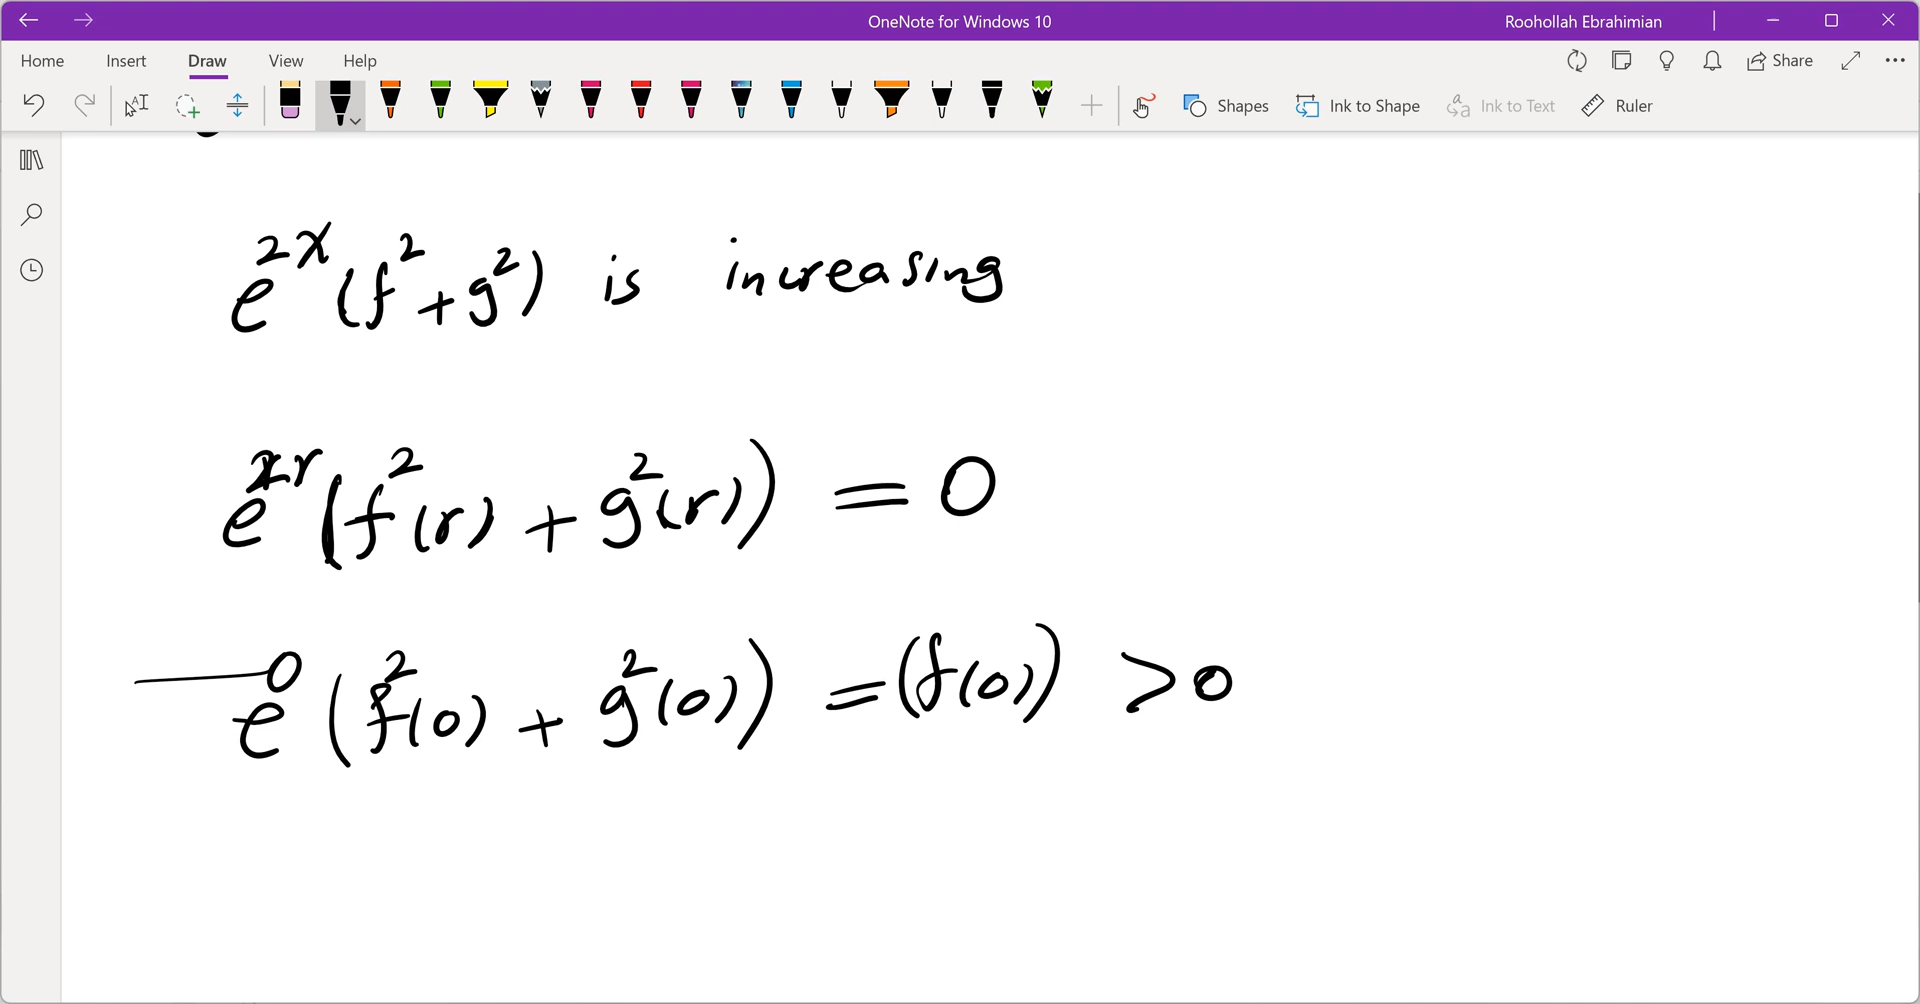 OneNote for Windows 10 Roohollah Ebrahimian
Home Insert Draw View Help Share
Shapes Ink to Shape Ink to Text Ruler
e^{2x} (f^2 + g^2) is increasing
e^{2r} (f^2(r) + g^2(r)) = 0
e^0 (f^2(0) + g^2(0)) = (f(0)) > 0